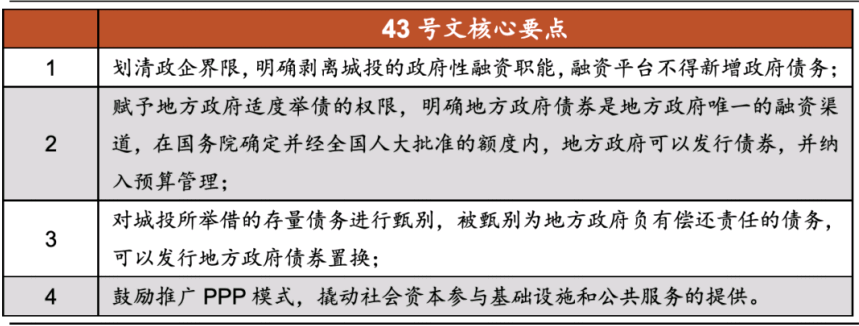 43 号文核心要点
1 划清政企界限，明确剥离城投的政府性融资职能，融资平台不得新增政府债务；
赋予地方政府适度举债的权限，明确地方政府债券是地方政府唯一的融资渠
2 道，在国务院确定并经全国人大批准的额度内，地方政府可以发行债券，并纳
入预算管理；
3 对城投所举借的存量债务进行甄别，被甄别为地方政府负有偿还责任的债务，
可以发行地方政府债券置换；
4 鼓励推广 PPP 模式，撬动社会资本参与基础设施和公共服务的提供。